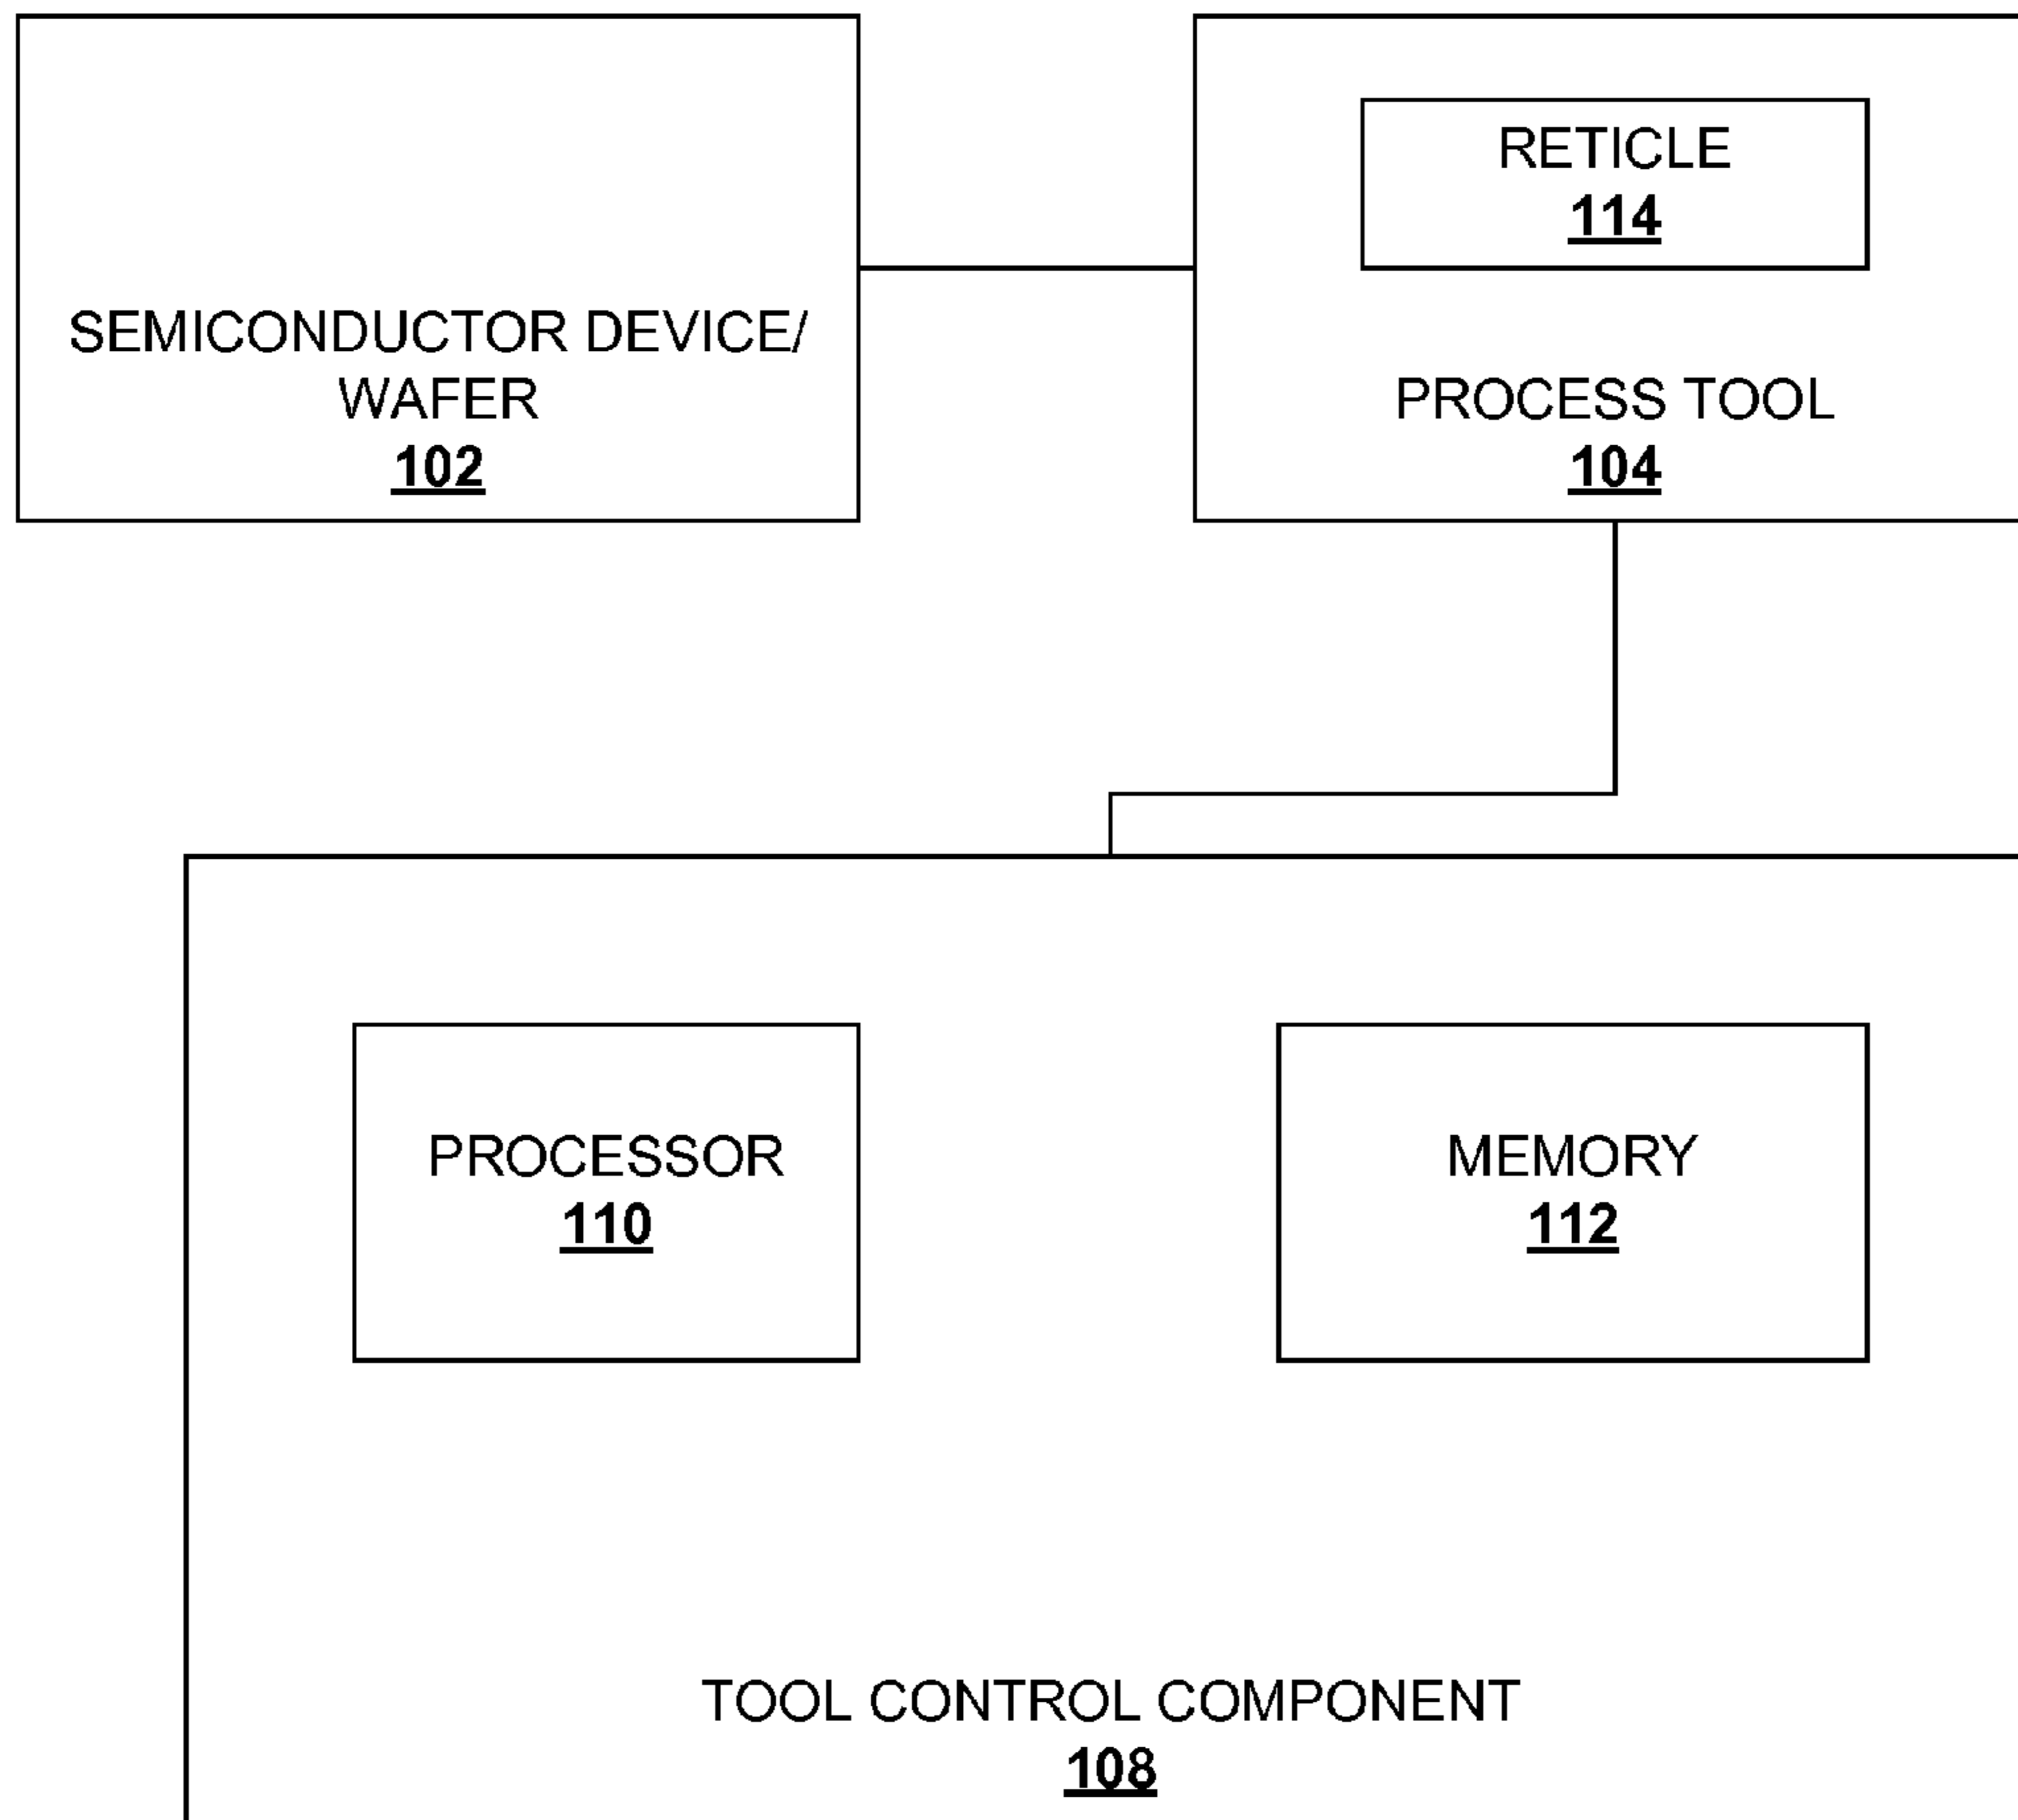 RETICLE
114
SEMICONDUCTOR DEVICE/
WAFER
102
PROCESS TOOL
104
PROCESSOR
110
MEMORY
112
TOOL CONTROL COMPONENT
108